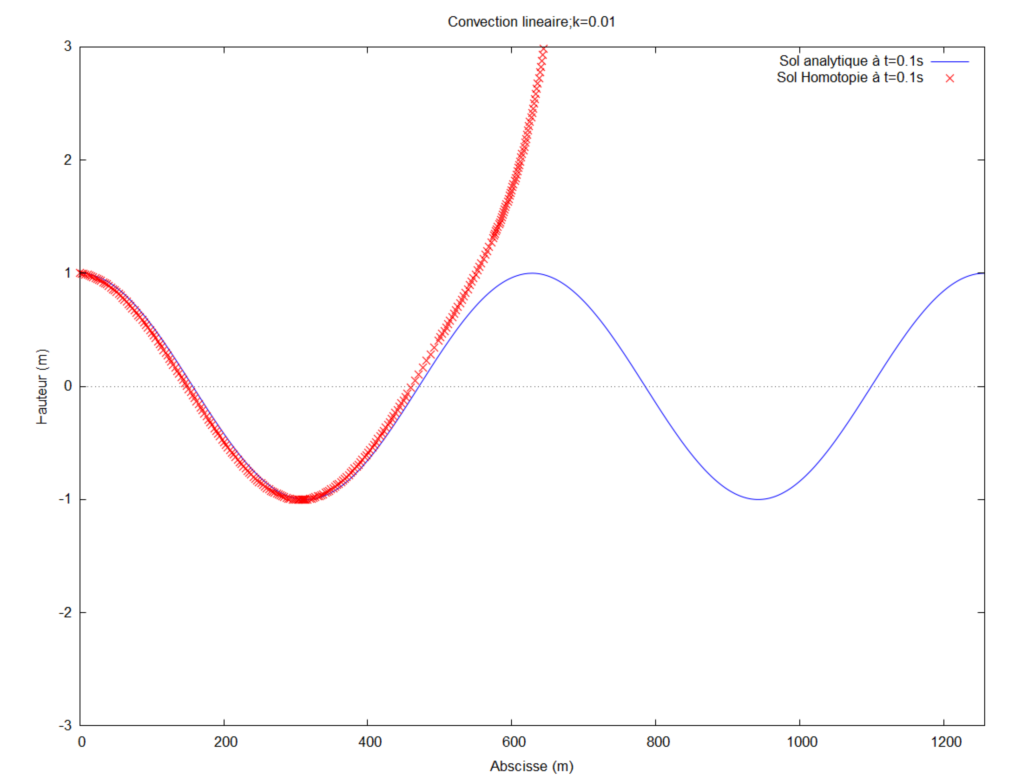 Convection lineaire;k=0.01
Sol analytique à t=0.1s
Sol Homotopie à t=0.1s
3
2
1
0
-1
-2
-3
Hauteur (m)
0 200 400 600 800 1000 1200
Abscisse (m)